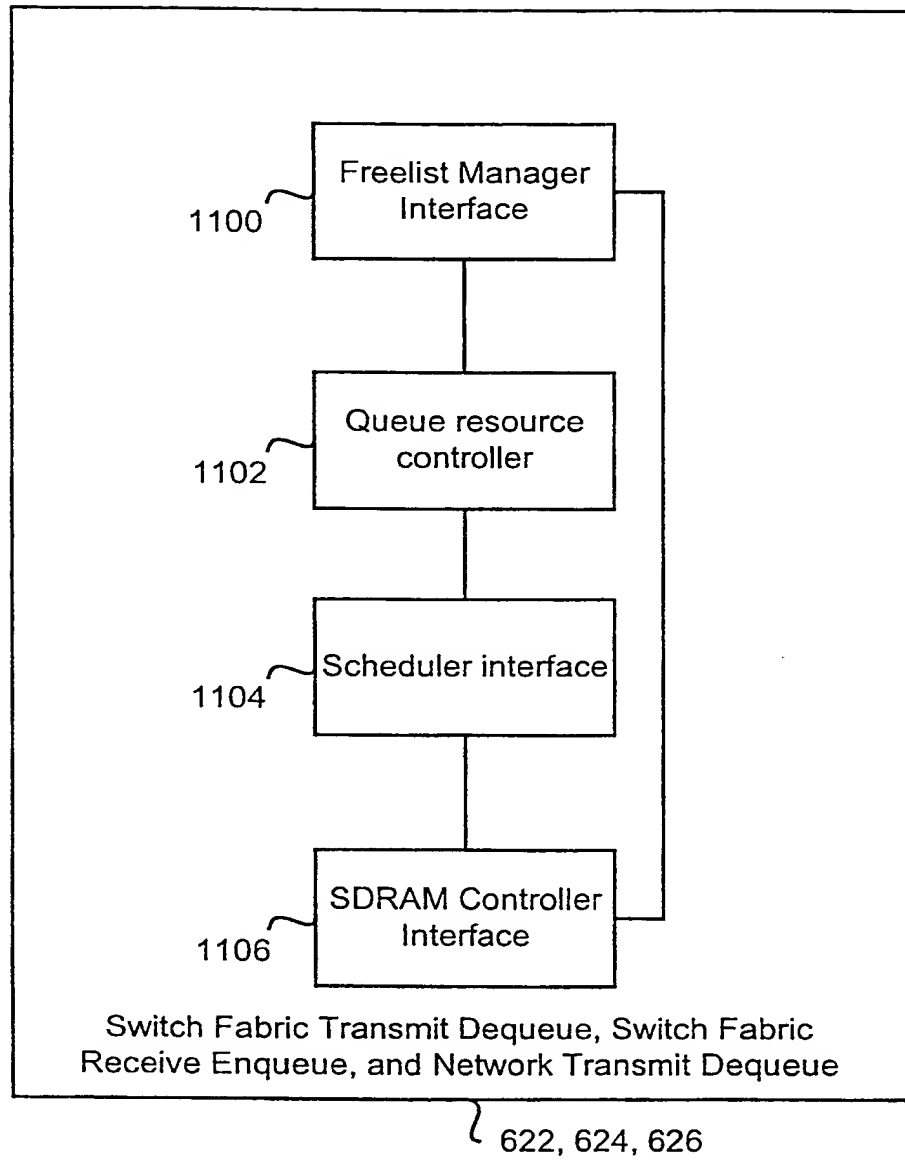 Freelist Manager
Interface
1100
Queue resource
controller
1102
Scheduler interface
1104
SDRAM Controller
Interface
1106
Switch Fabric Transmit Dequeue, Switch Fabric
Receive Enqueue, and Network Transmit Dequeue
622, 624, 626